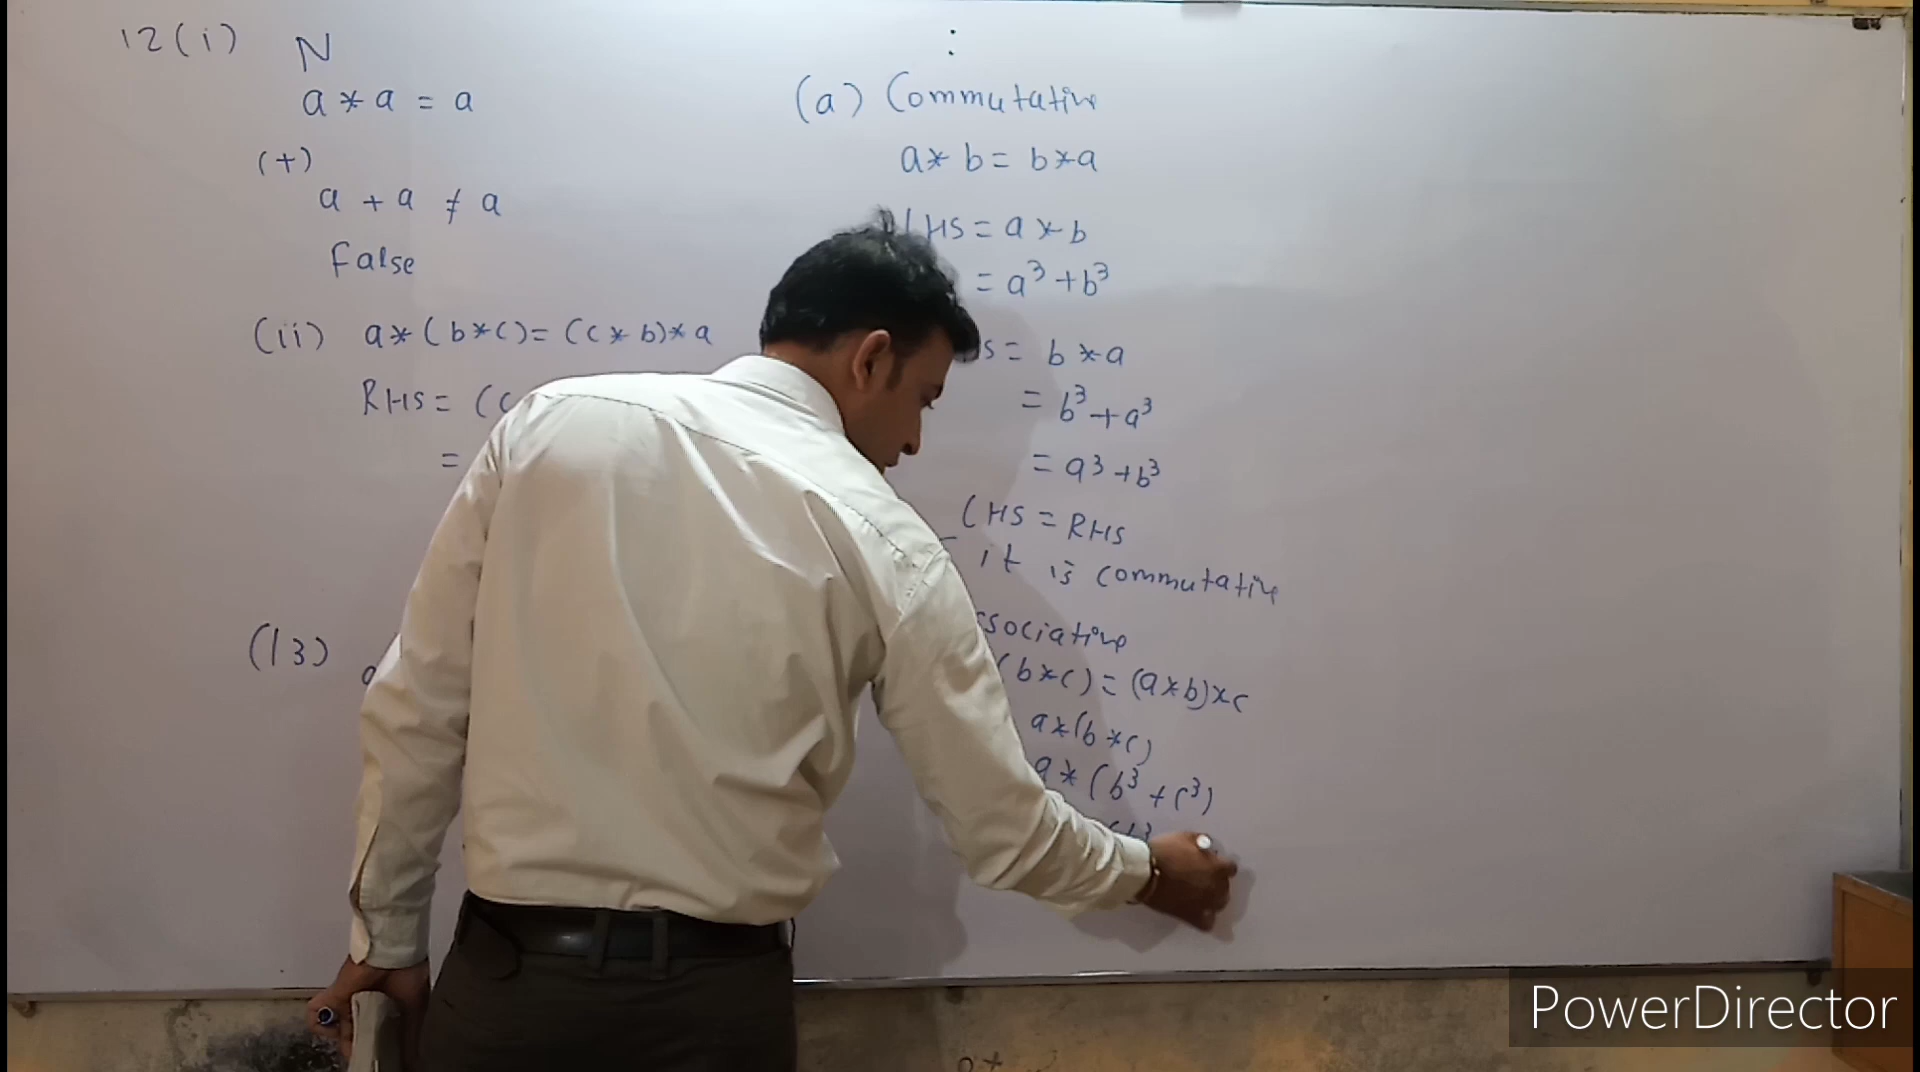 12(i) N
a * a = a
(+)
a + a ≠ a
False
(ii) a*(b*c)= (c*b)*a
RHS = (c
=
(13) a
:
(a) Commutative
a* b = b*a
LHS = a * b
= a³ + b³
S = b * a
= b³ + a³
= a³ + b³
LHS = RHS
it is commutative
ssociative
(b*c) = (a*b)*c
a*(b*c)
a*(b³ + c³)
PowerDirector